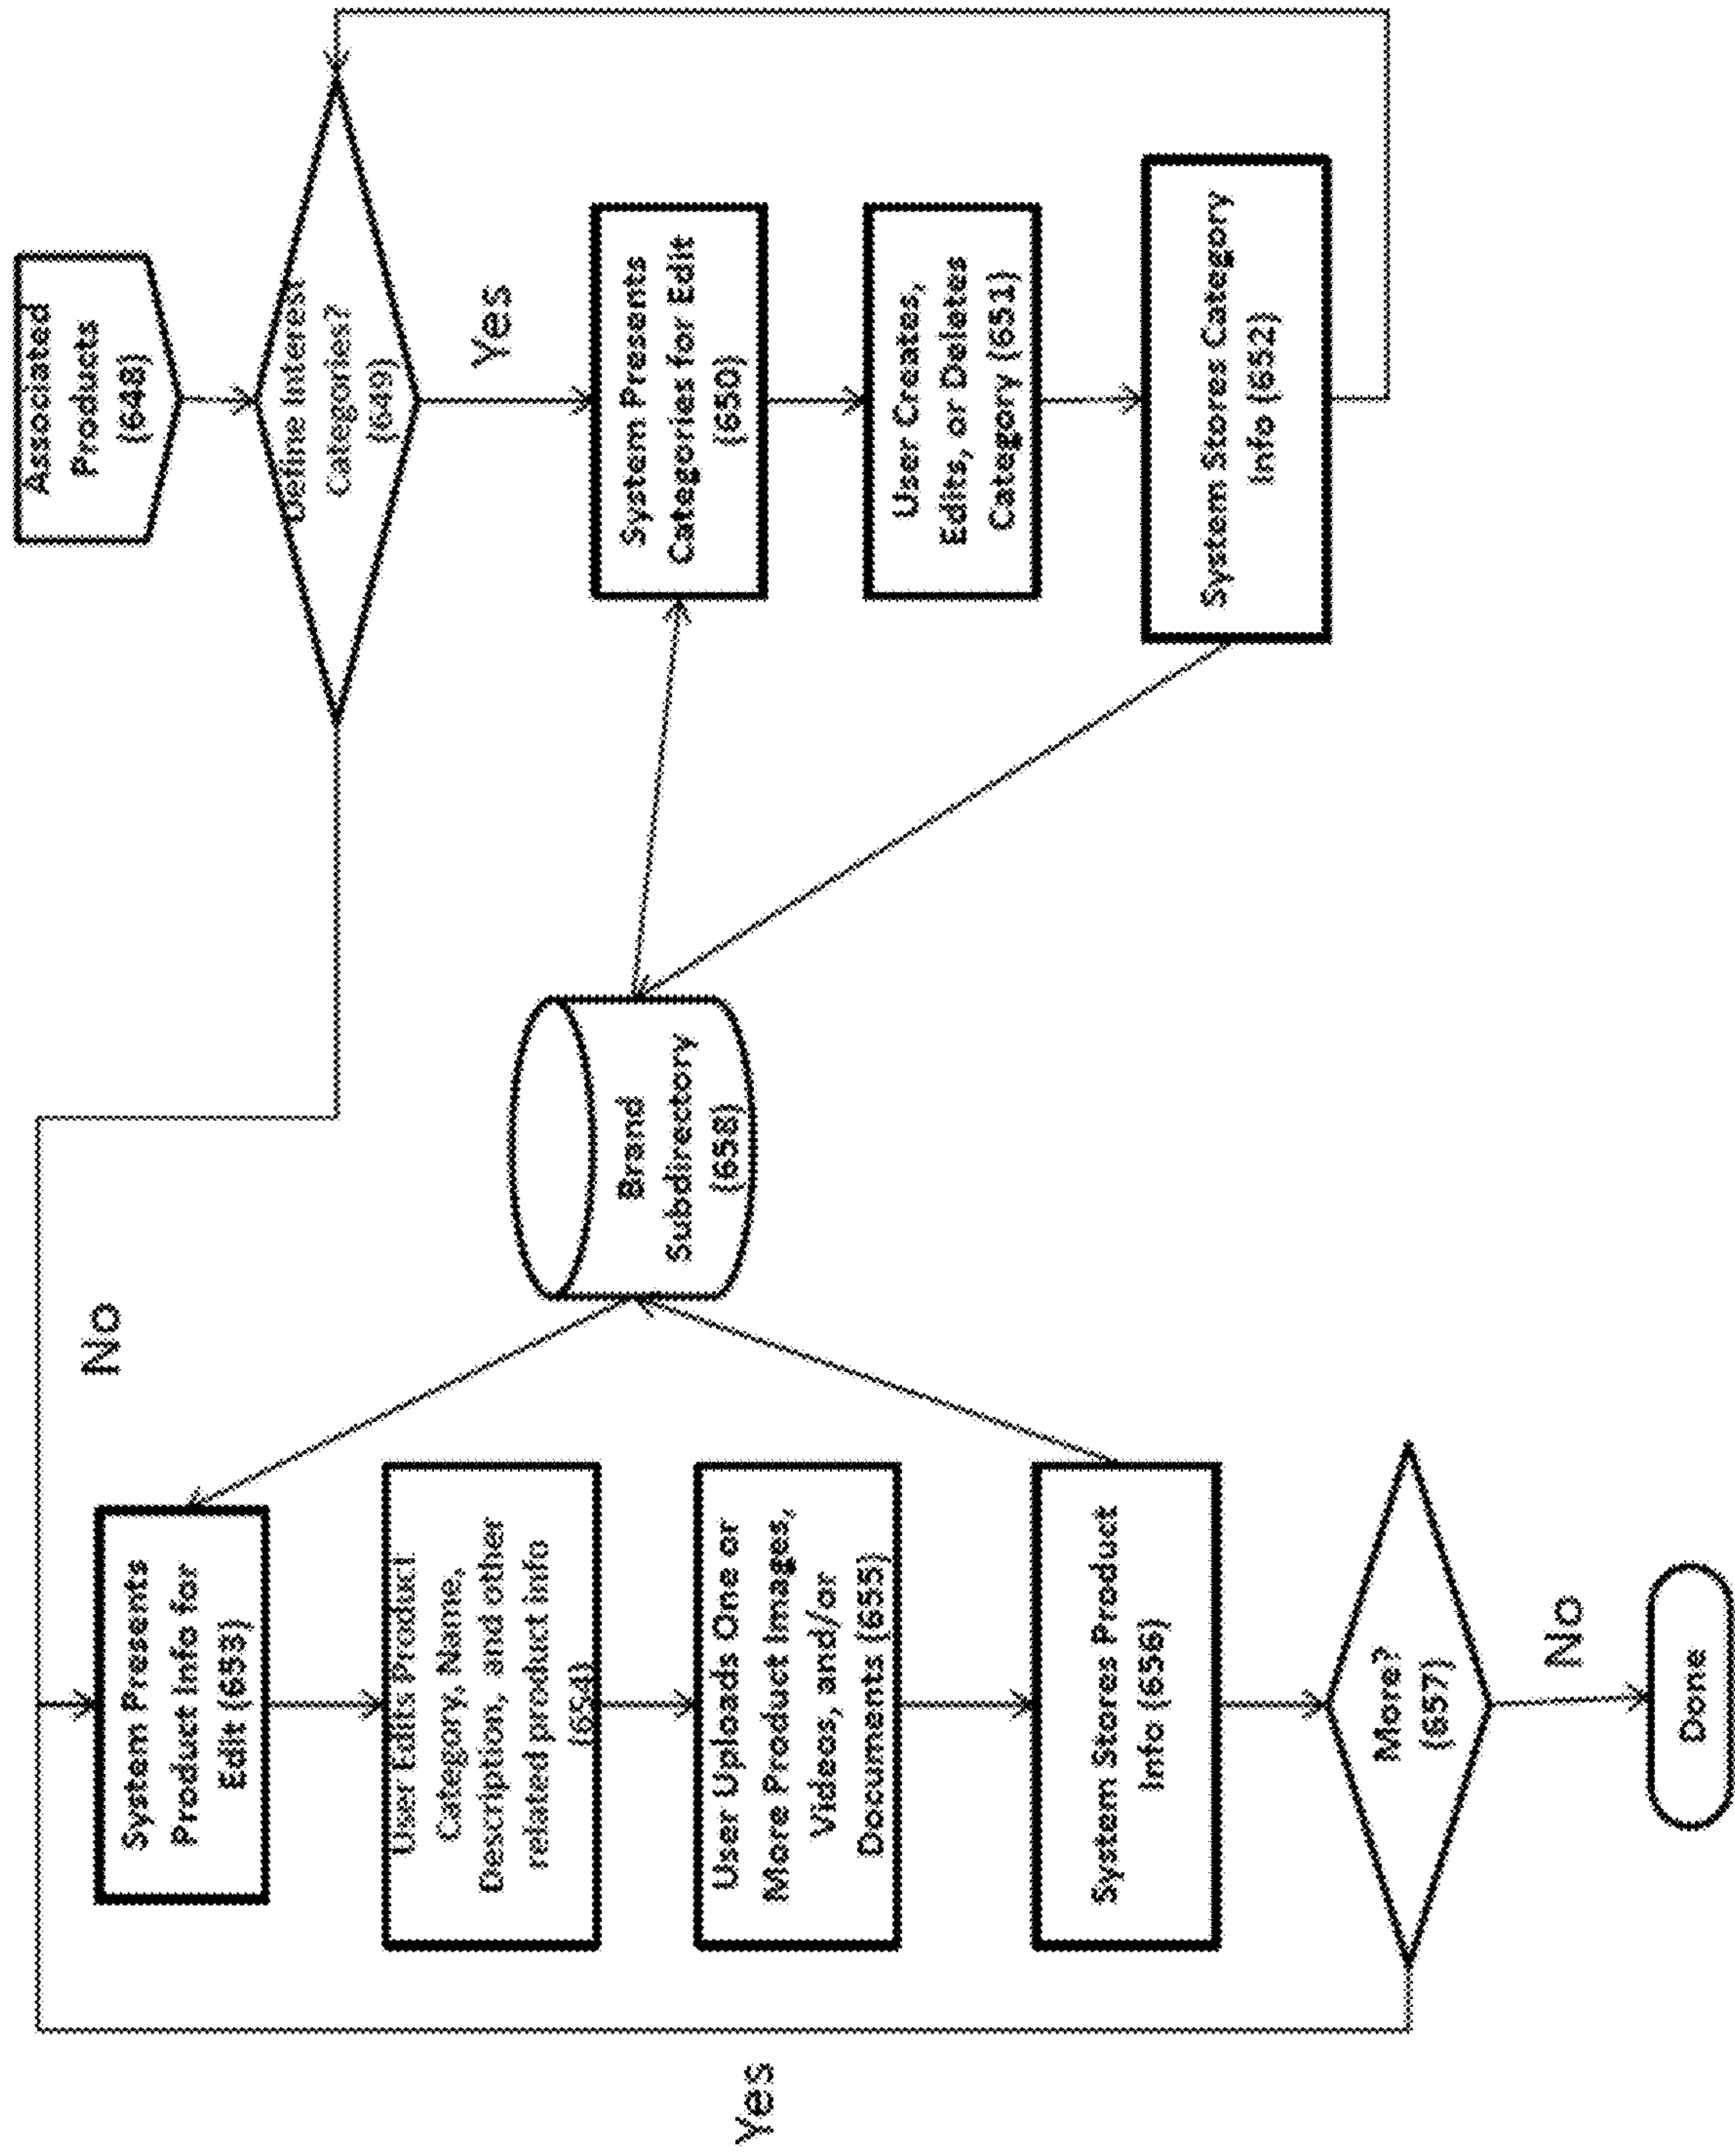 Associated
Products
(648)
Define Interest
Categories?
(649)
Yes
System Presents
Categories for Edit
(650)
User Creates,
Edits, or Deletes
Category (651)
System Stores Category
Info (652)
No
Brand
Subdirectory
(658)
System Presents
Product Info for
Edit (653)
User Edits Product
Category, Name,
Description, and other
related product info
(654)
User Uploads One or
More Product Images,
Videos, and/or
Documents (655)
System Stores Product
Info (656)
More?
(657)
Yes
No
Done